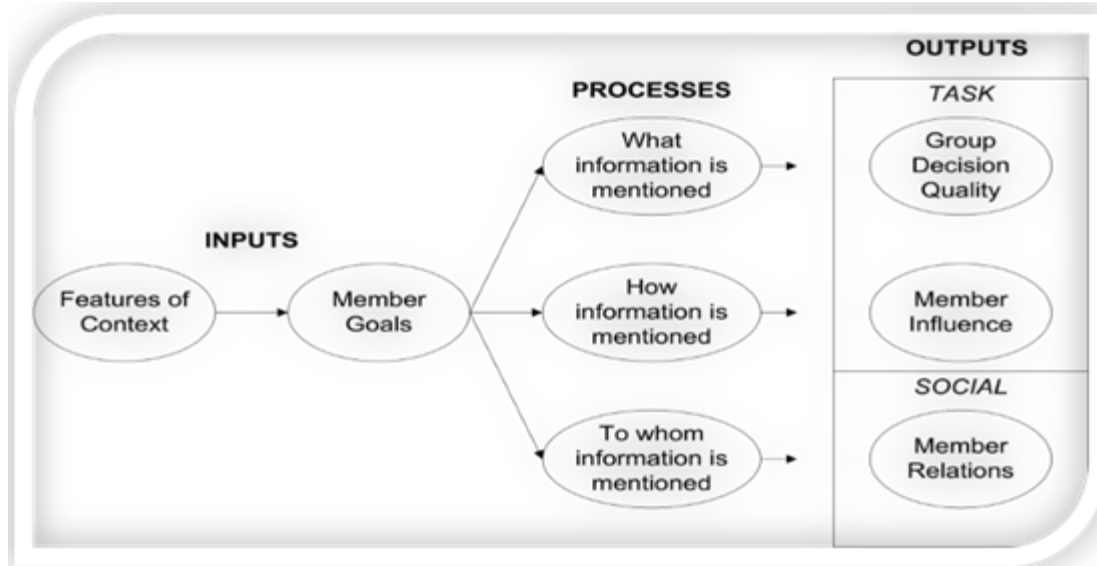 OUTPUTS
PROCESSES
TASK
What
information is
mentioned
Group
Decision
Quality
INPUTS
Features of
Context
Member
Goals
How
information is
mentioned
Member
Influence
SOCIAL
To whom
information is
mentioned
Member
Relations